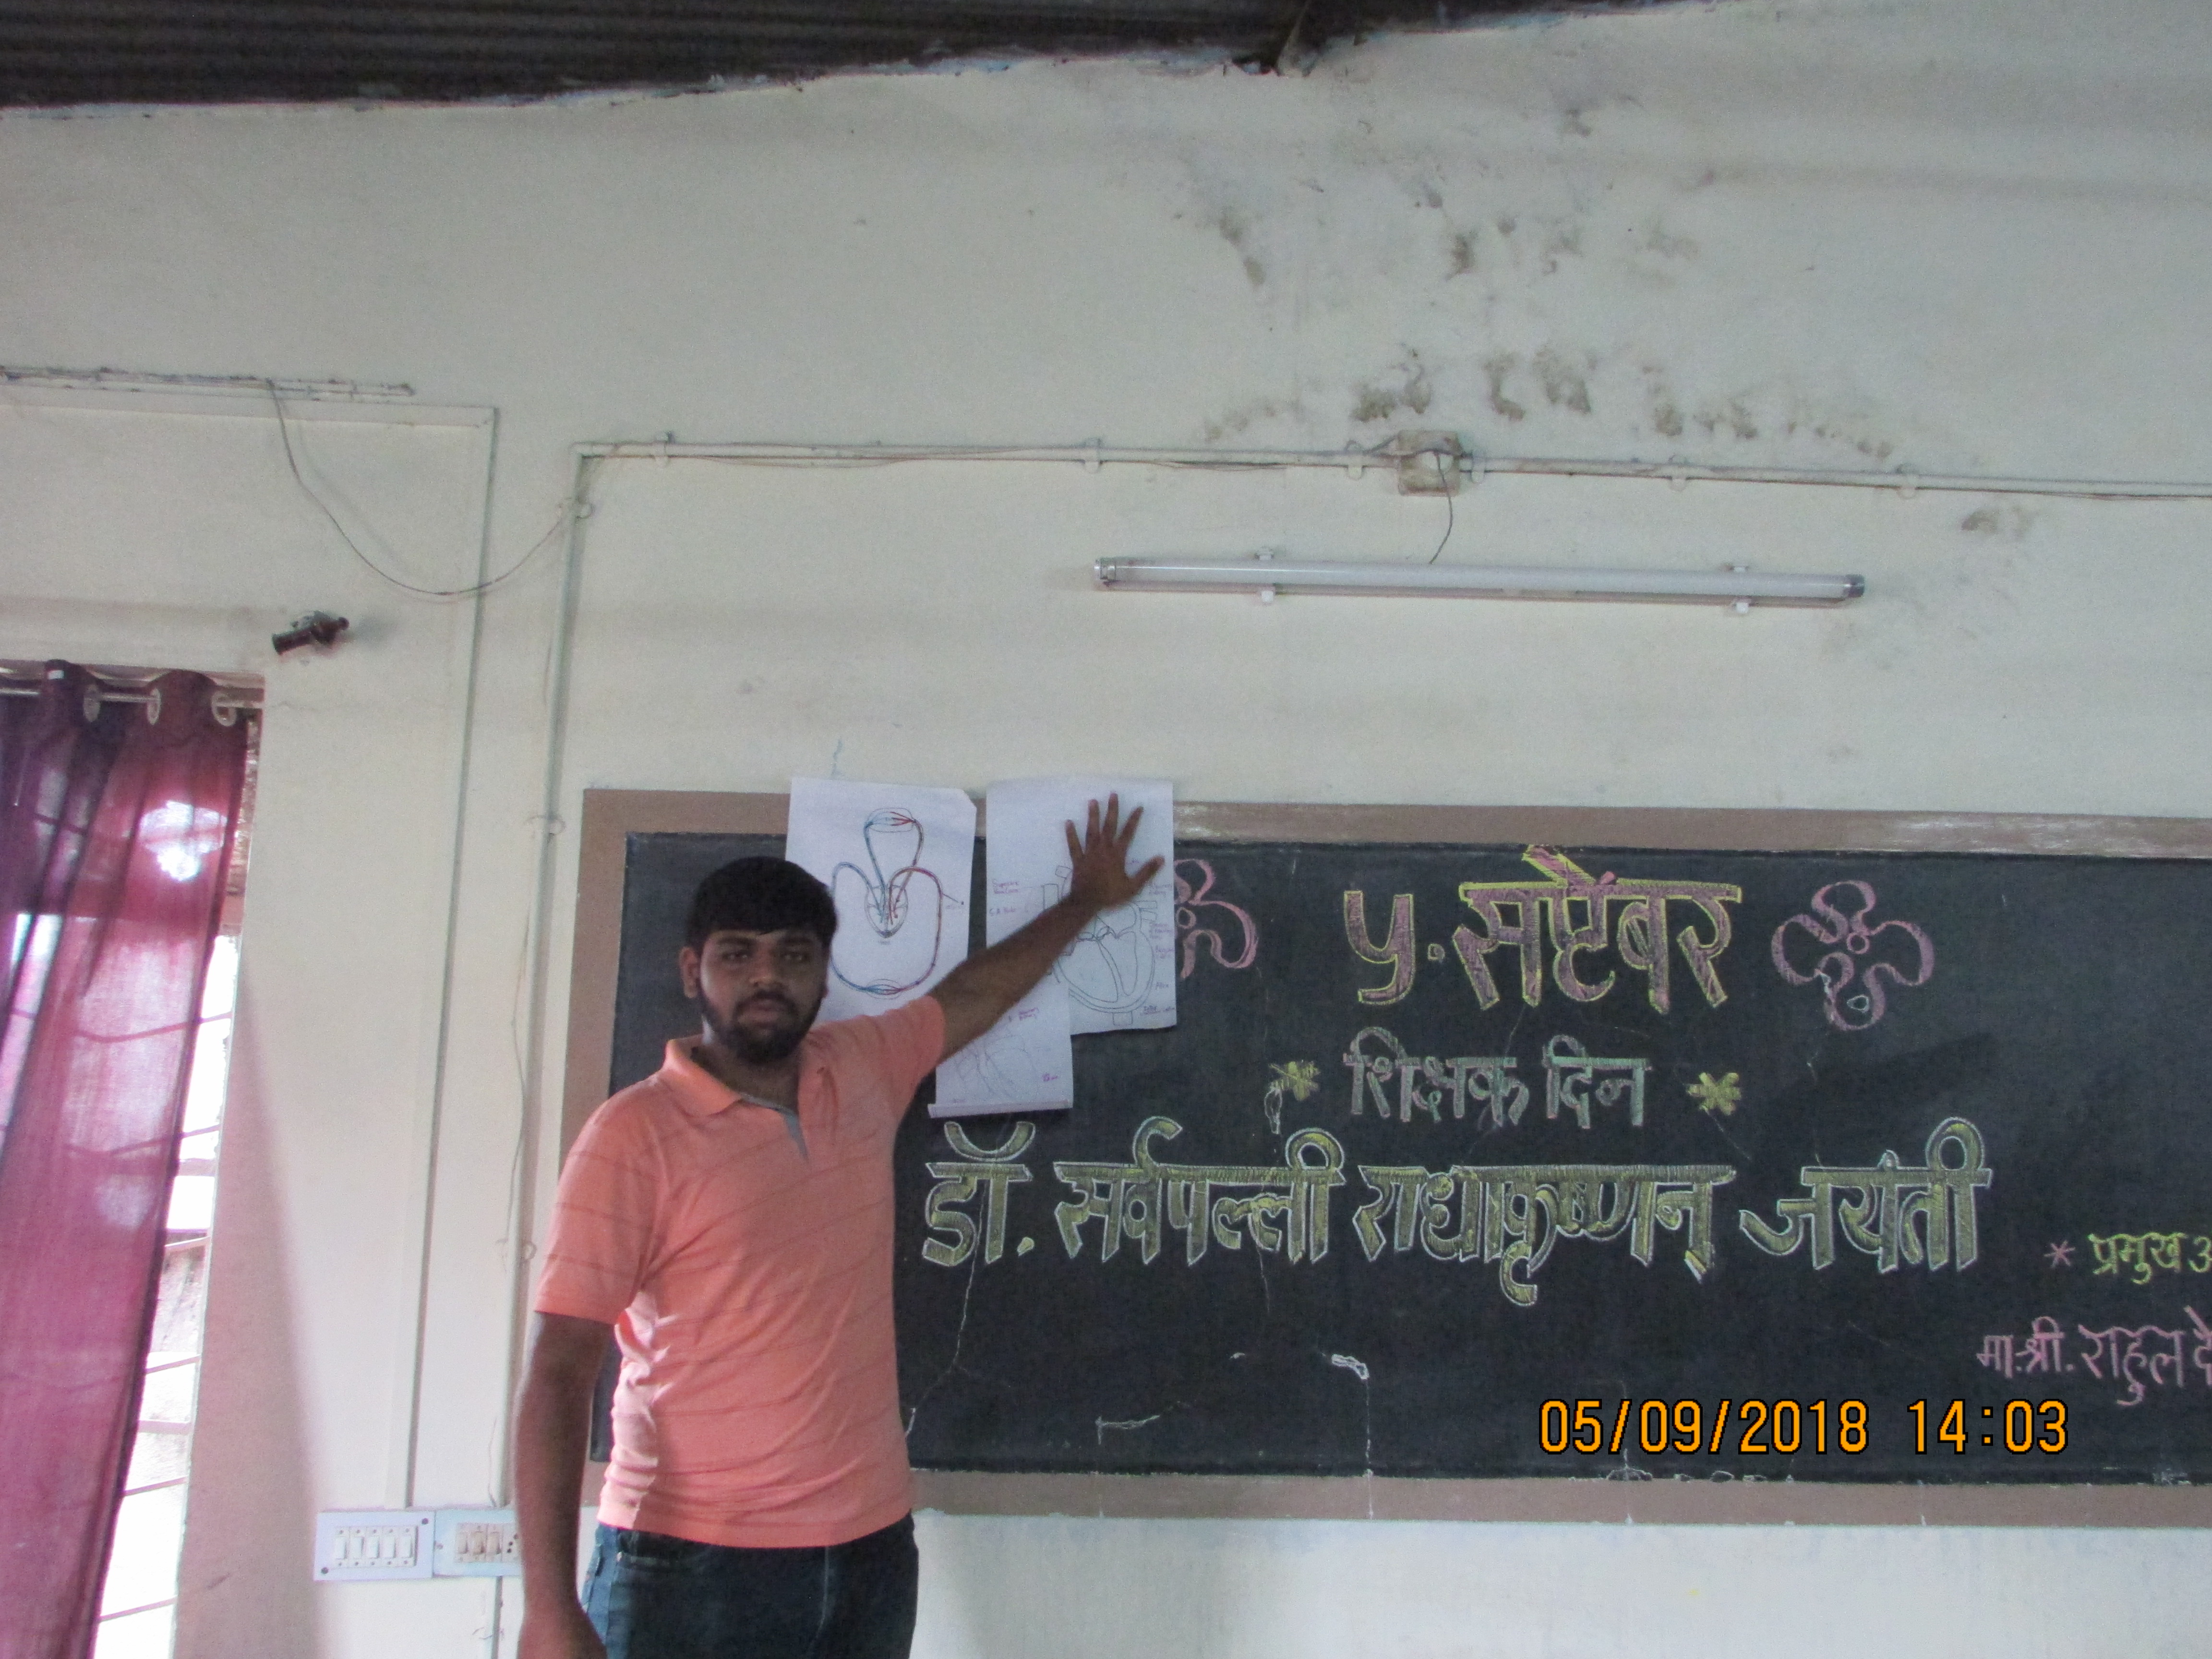 ५. सप्टेंबर
शिक्षक दिन
डॉ. सर्वपल्ली राधाकृष्णन् जयंती
* प्रमुख
मा.श्री. राहुल
05/09/2018 14:03